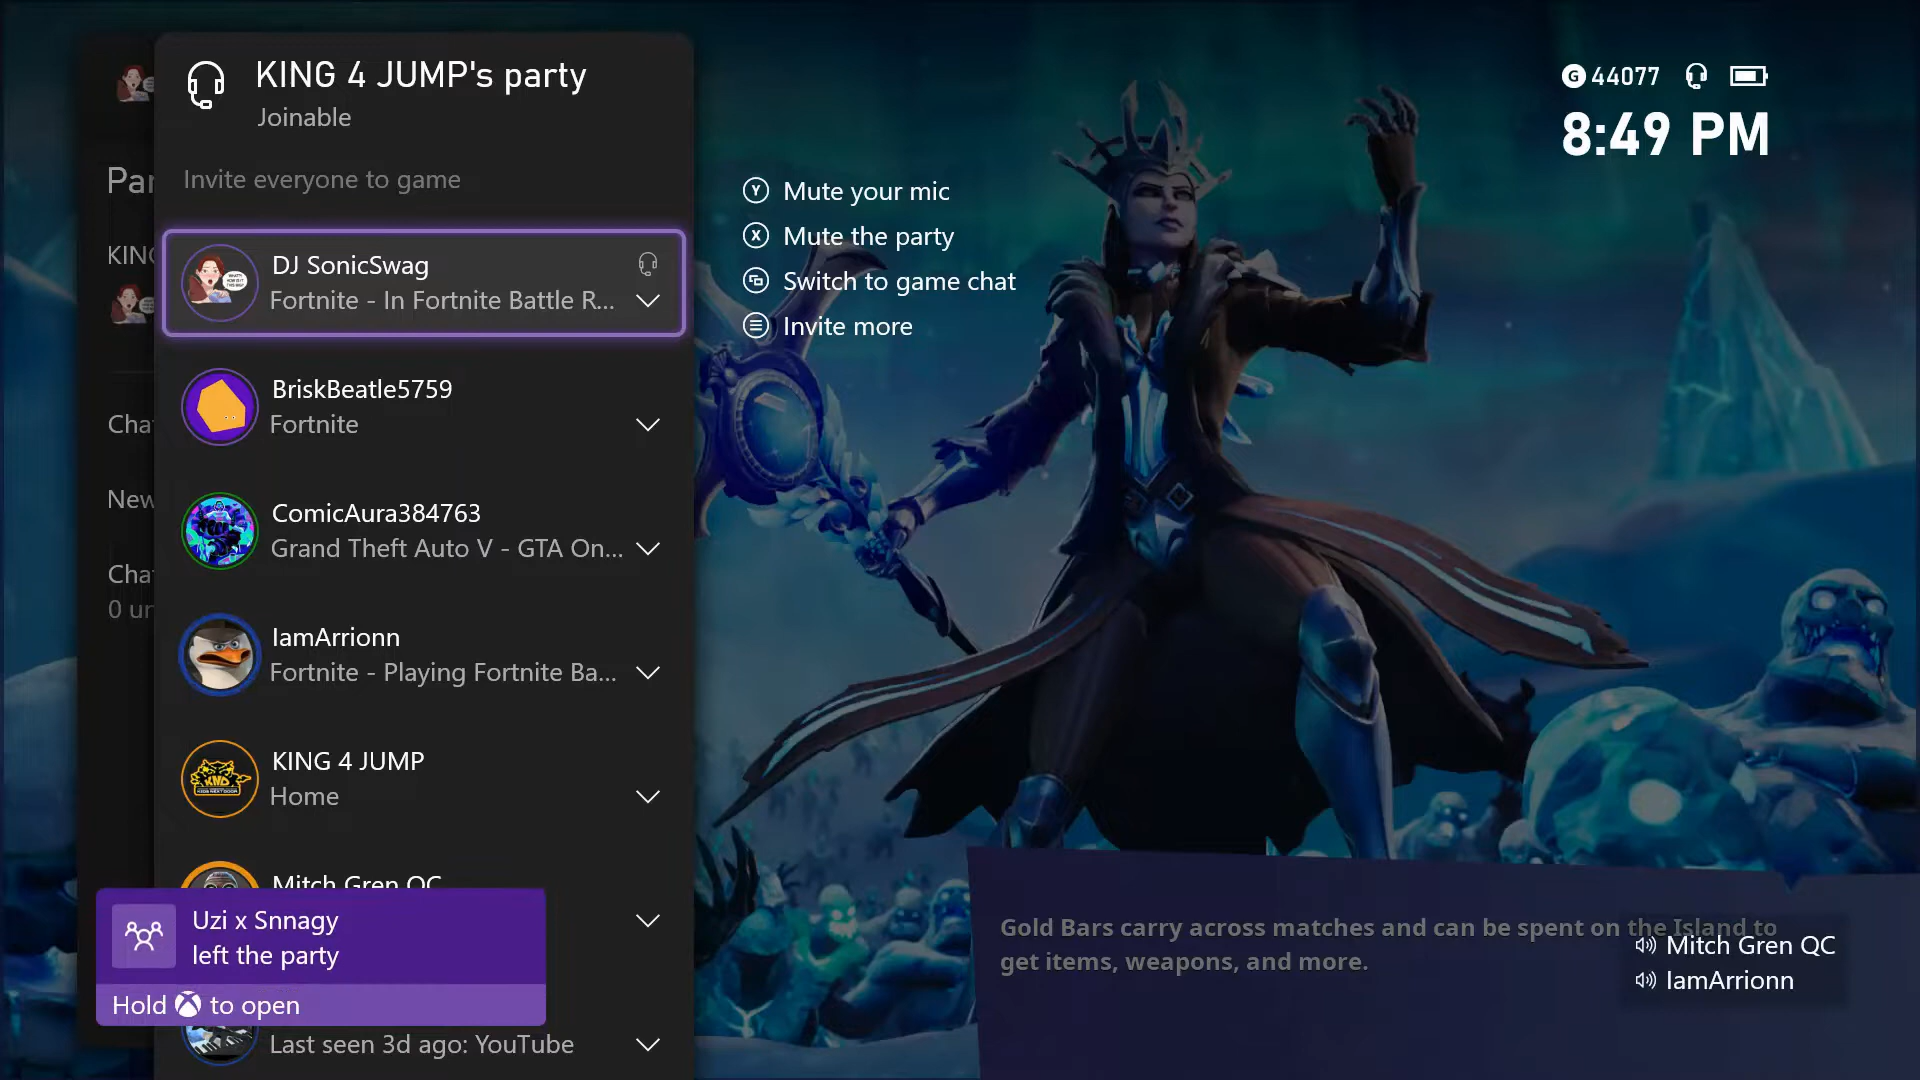 KING 4 JUMP's party
Joinable
Invite everyone to game
DJ SonicSwag
Fortnite - In Fortnite Battle R...
BriskBeatle5759
Fortnite
ComicAura384763
Grand Theft Auto V - GTA On...
IamArrionn
Fortnite - Playing Fortnite Ba...
KING 4 JUMP
Home
Mitch Gren QC
Uzi x Snnagy
left the party
Hold to open
Last seen 3d ago: YouTube
Par
KING
Cha
New
Cha
0 un
Y Mute your mic
X Mute the party
Switch to game chat
Invite more
G 44077
8:49 PM
Gold Bars carry across matches and can be spent on the Island to
get items, weapons, and more.
Mitch Gren QC
IamArrionn